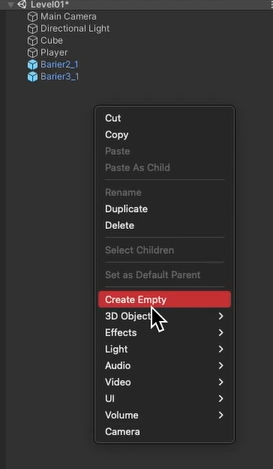 Level01*
Main Camera
Directional Light
Cube
Player
Barier2_1
Barier3_1
Cut
Copy
Paste
Paste As Child
Rename
Duplicate
Delete
Select Children
Set as Default Parent
Create Empty
3D Object
Effects
Light
Audio
Video
UI
Volume
Camera